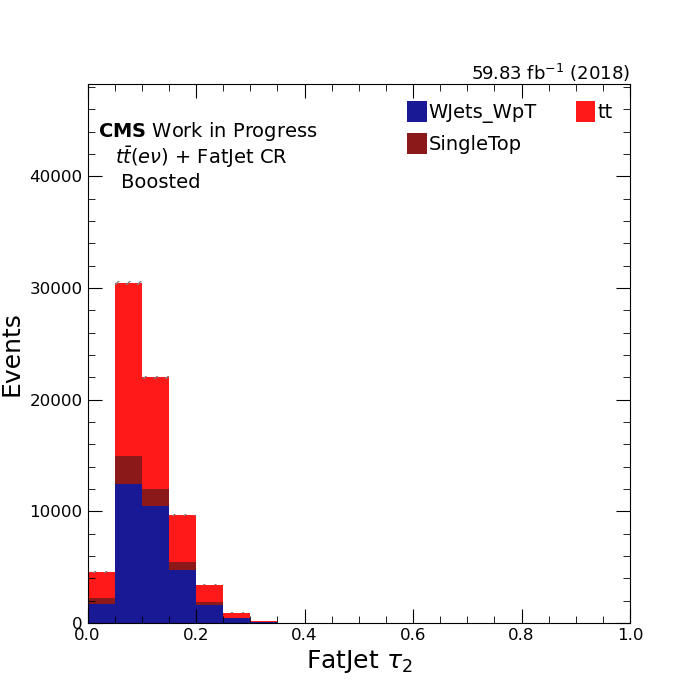 59.83 fb⁻¹ (2018)
WJets_WpT
tt
SingleTop
CMS Work in Progress
tt̄(eν) + FatJet CR
Boosted
40000
30000
20000
10000
0
Events
0.0 0.2 0.4 0.6 0.8 1.0
FatJet τ₂